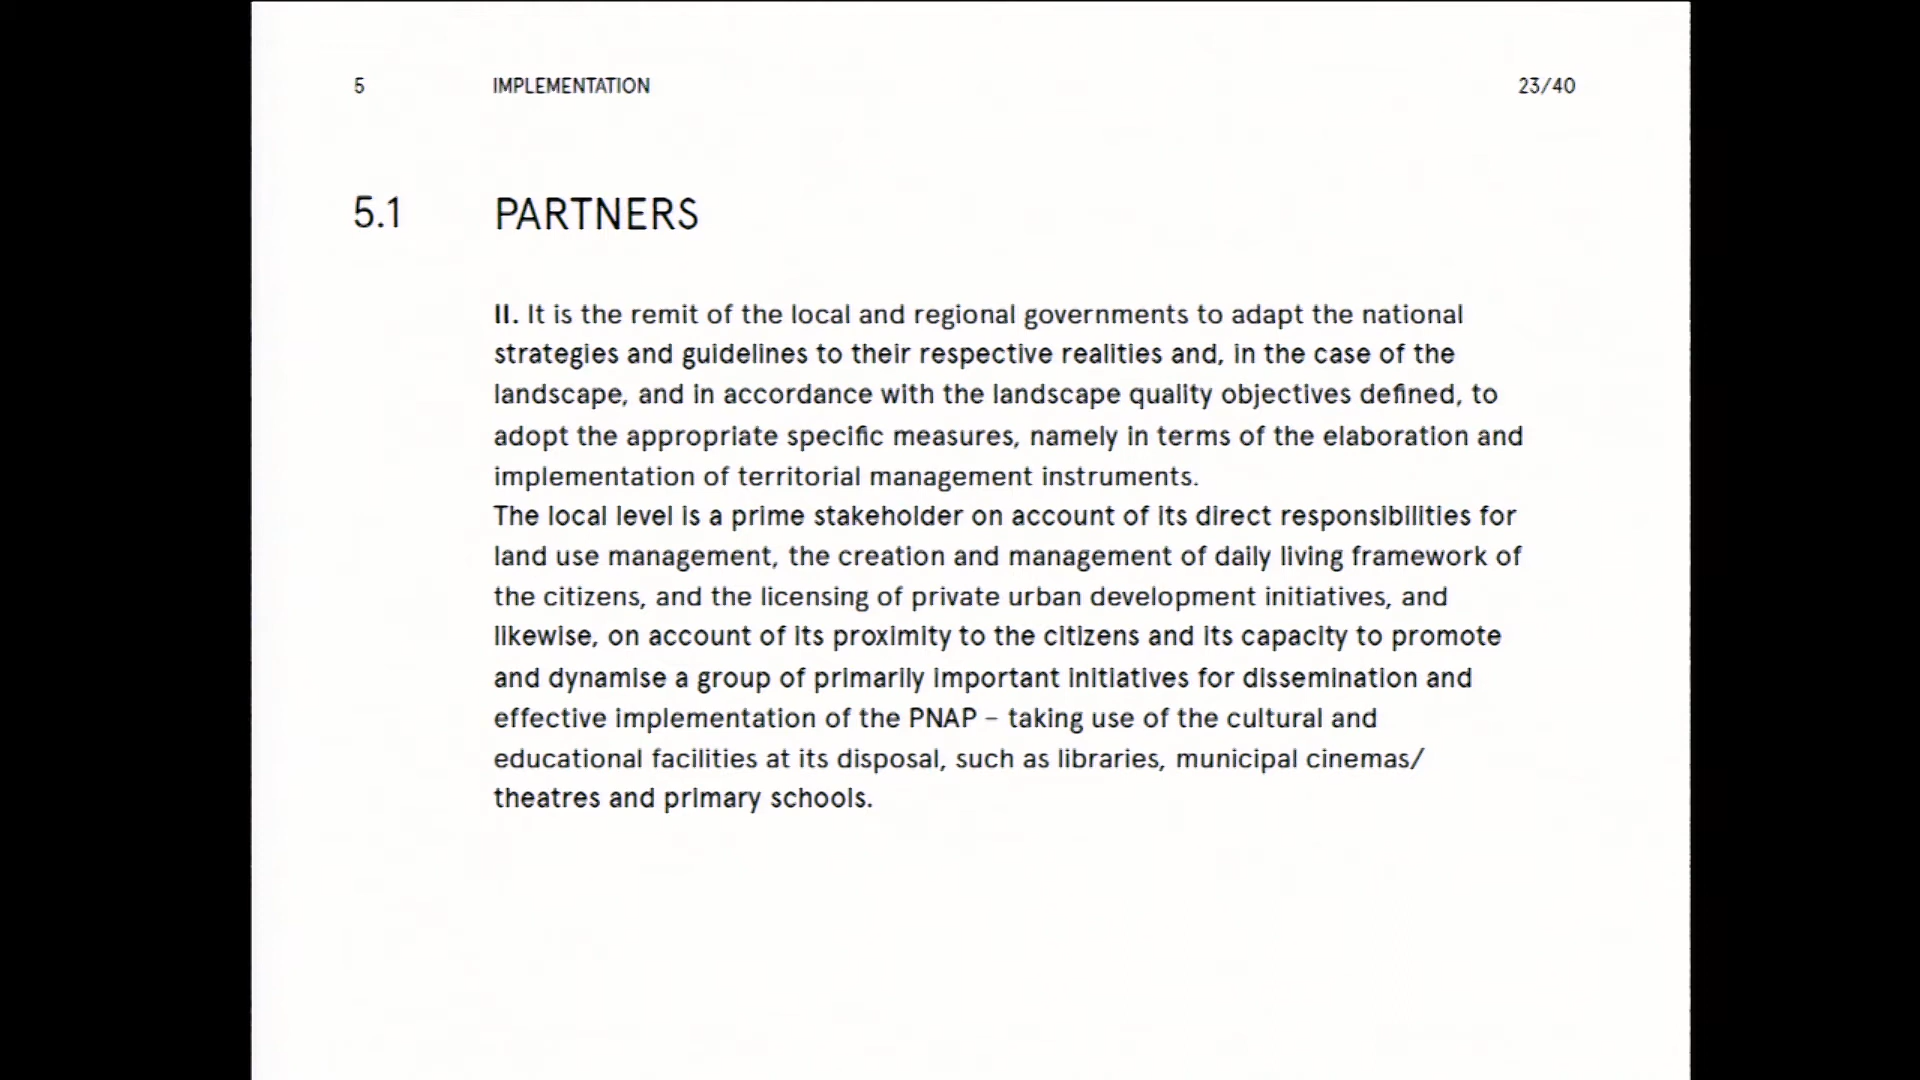 5 IMPLEMENTATION 23/40
5.1 PARTNERS
II. It is the remit of the local and regional governments to adapt the national
strategies and guidelines to their respective realities and, in the case of the
landscape, and in accordance with the landscape quality objectives defined, to
adopt the appropriate specific measures, namely in terms of the elaboration and
implementation of territorial management instruments.
The local level is a prime stakeholder on account of its direct responsibilities for
land use management, the creation and management of daily living framework of
the citizens, and the licensing of private urban development initiatives, and
likewise, on account of its proximity to the citizens and its capacity to promote
and dynamise a group of primarily important initiatives for dissemination and
effective implementation of the PNAP – taking use of the cultural and
educational facilities at its disposal, such as libraries, municipal cinemas/
theatres and primary schools.